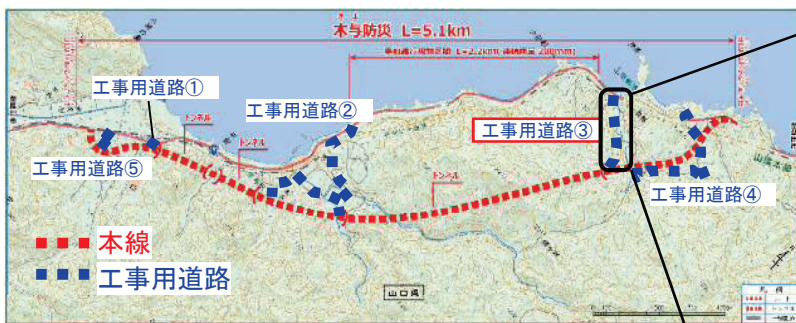 木与防災 L=5.1km
工事用道路①
工事用道路②
工事用道路③
工事用道路④
工事用道路⑤
トンネル
トンネル
トンネル
本線
工事用道路
山口県